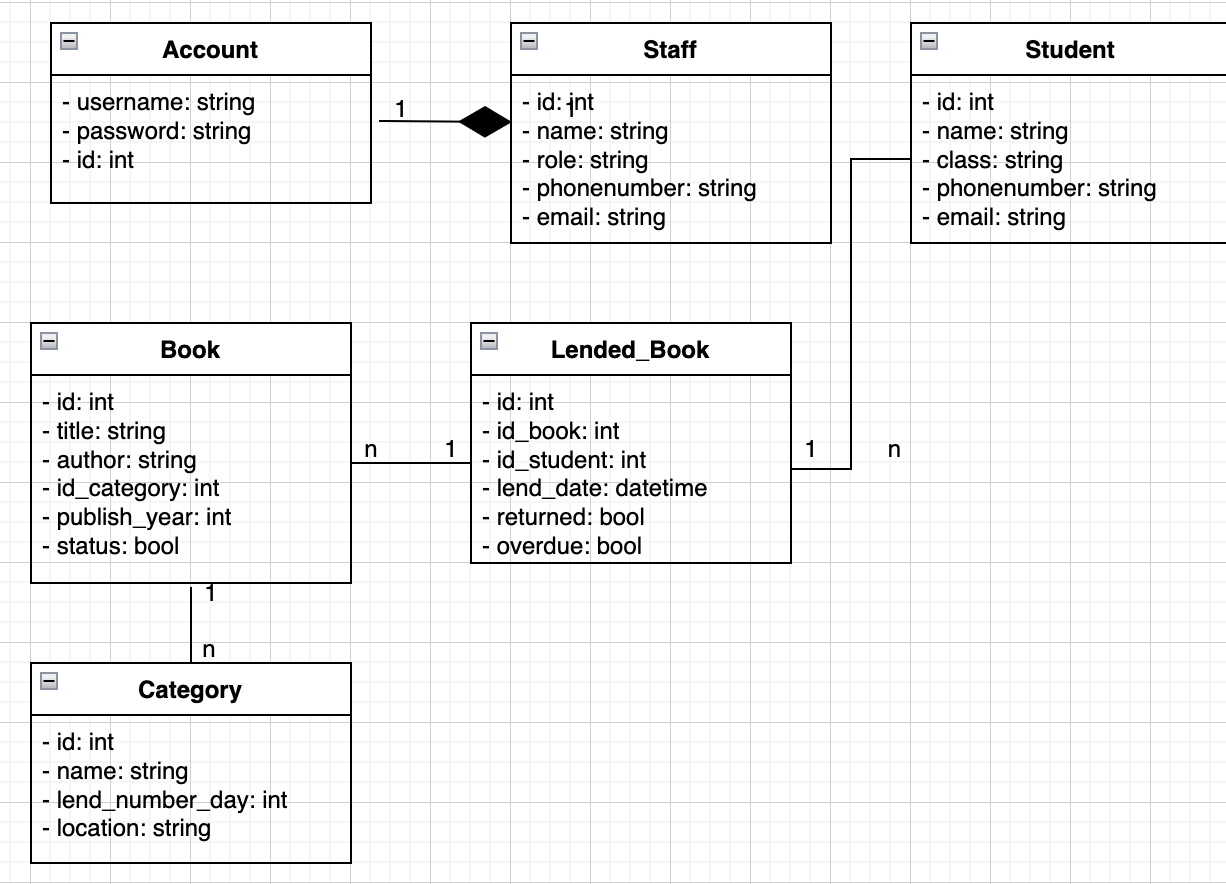 Account
- username: string
- password: string
- id: int
1
Staff
- id: int
- name: string
- role: string
- phonenumber: string
- email: string
Student
- id: int
- name: string
- class: string
- phonenumber: string
- email: string
Book
- id: int
- title: string
- author: string
- id_category: int
- publish_year: int
- status: bool
n
1
Lended_Book
- id: int
- id_book: int
- id_student: int
- lend_date: datetime
- returned: bool
- overdue: bool
1
n
1
n
Category
- id: int
- name: string
- lend_number_day: int
- location: string